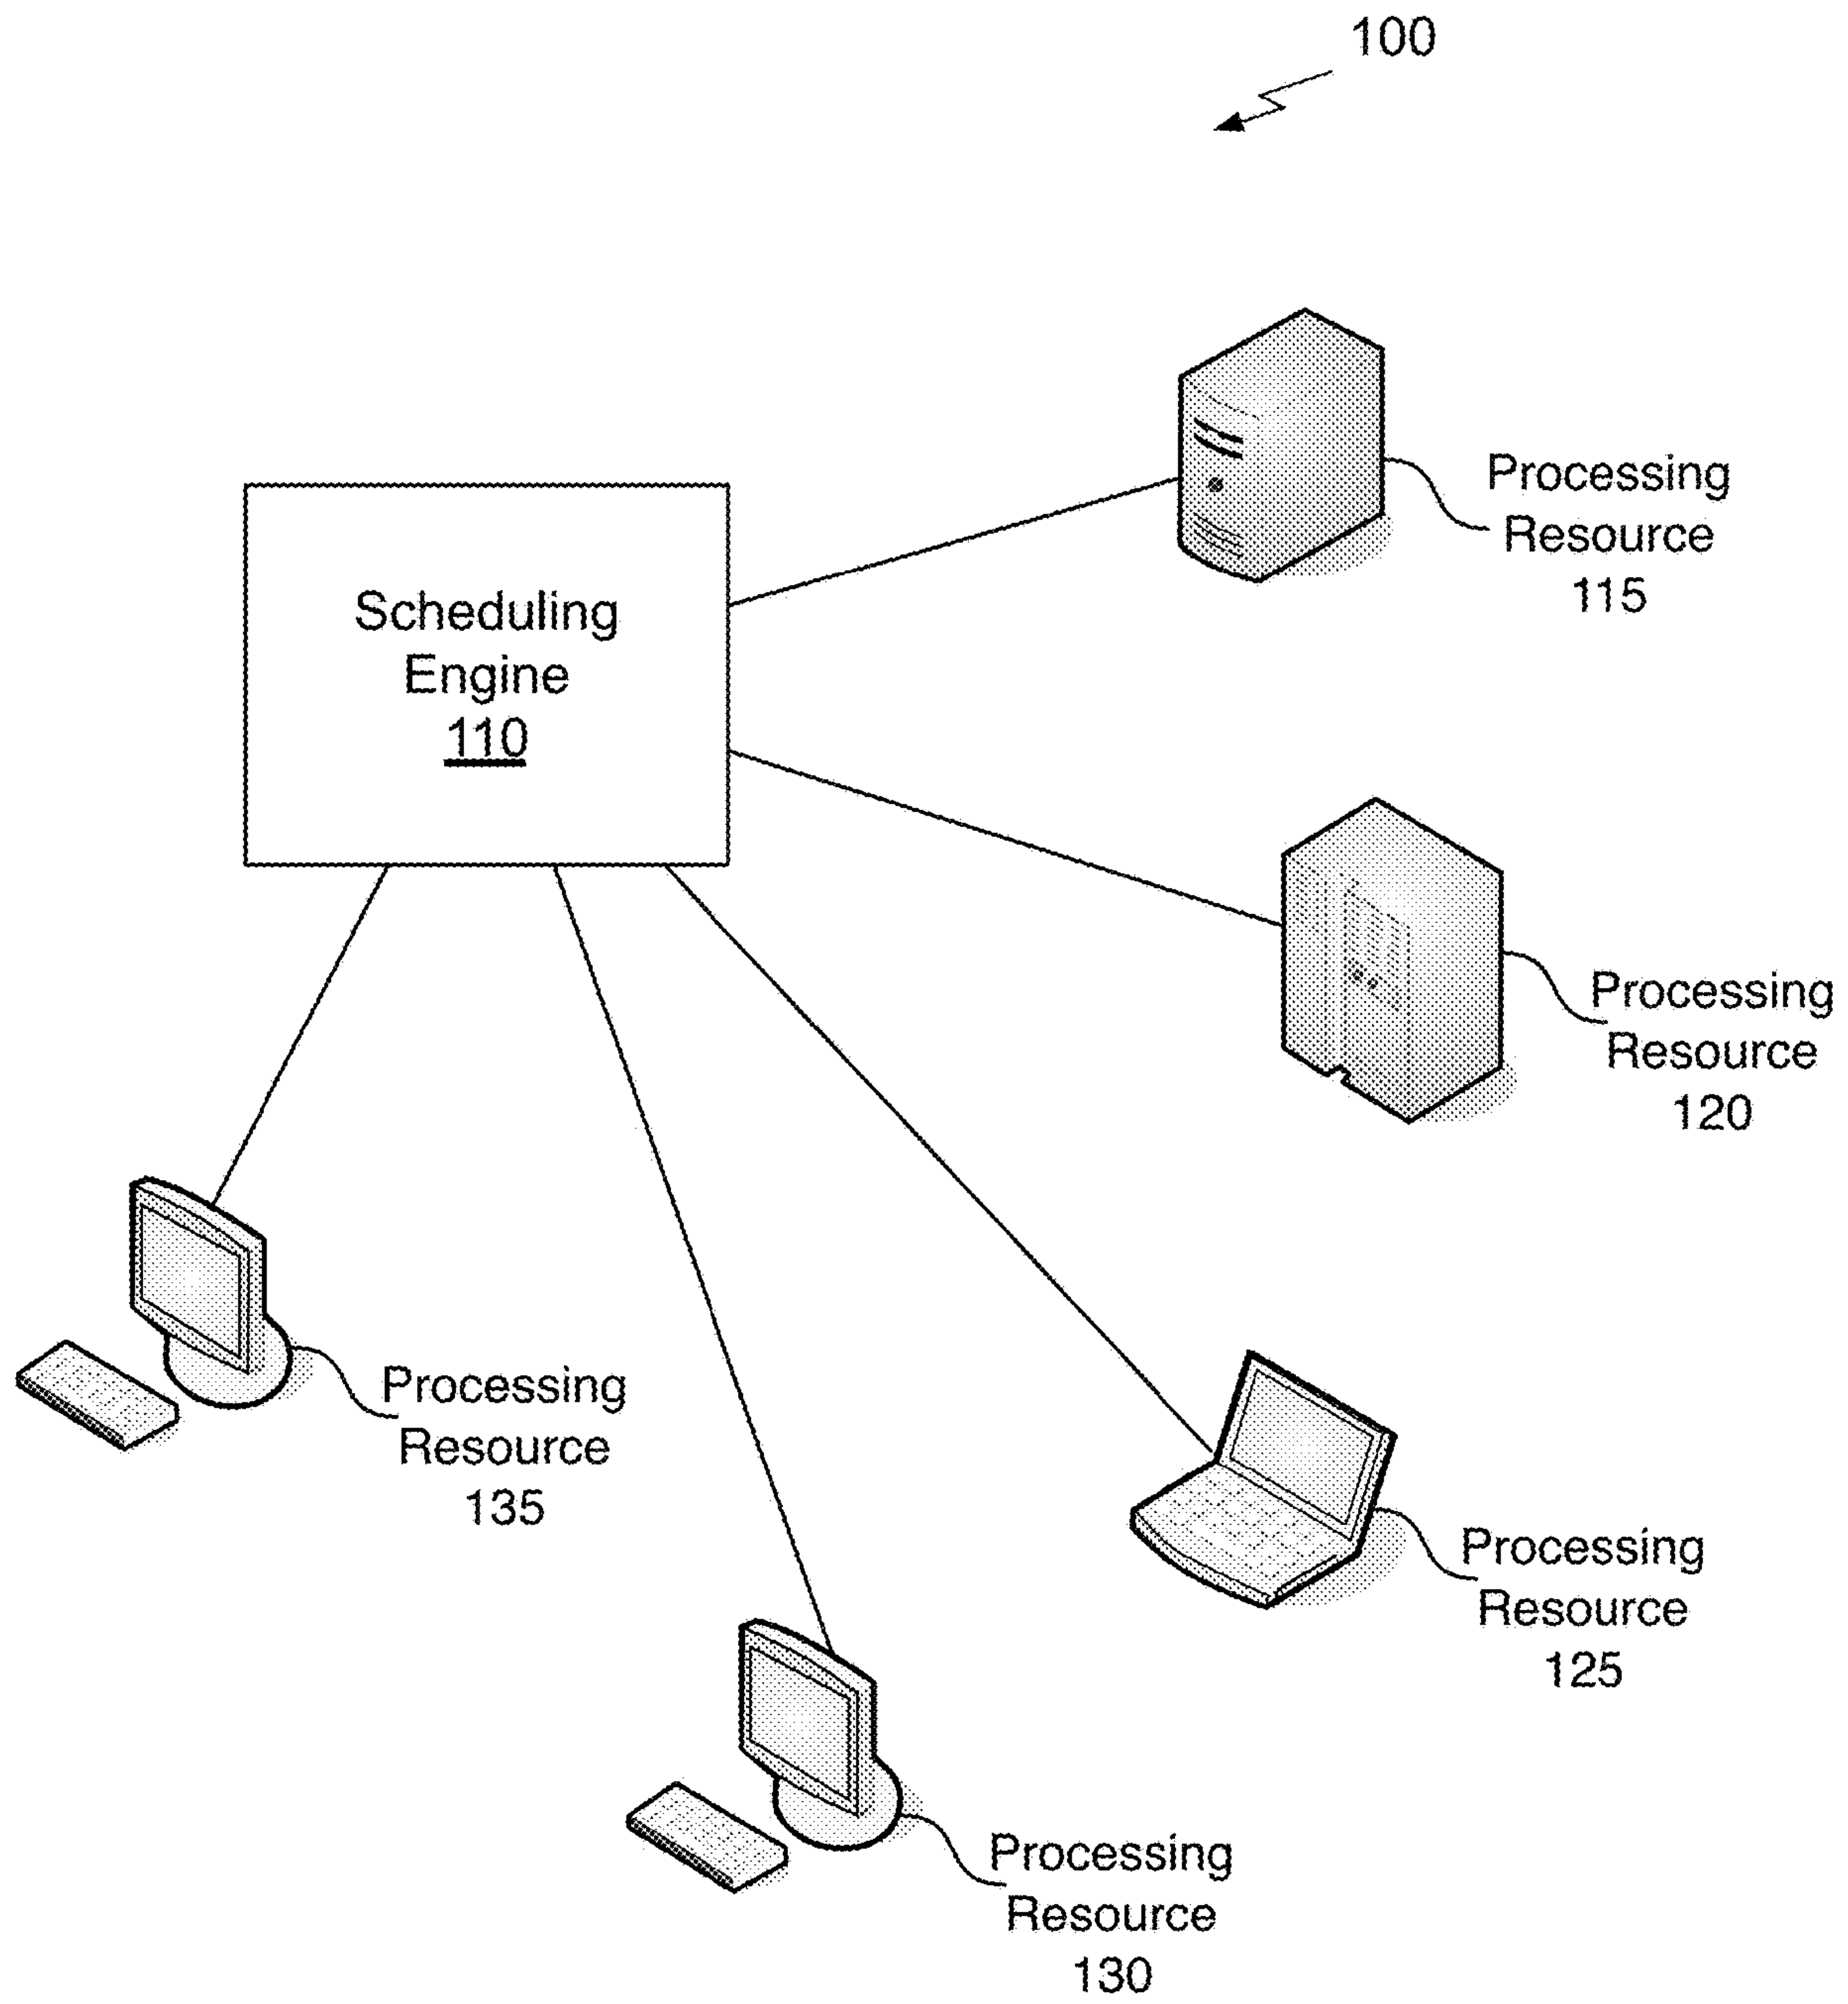 100
Processing
Resource
115
Scheduling
Engine
110
Processing
Resource
120
Processing
Resource
135
Processing
Resource
125
Processing
Resource
130